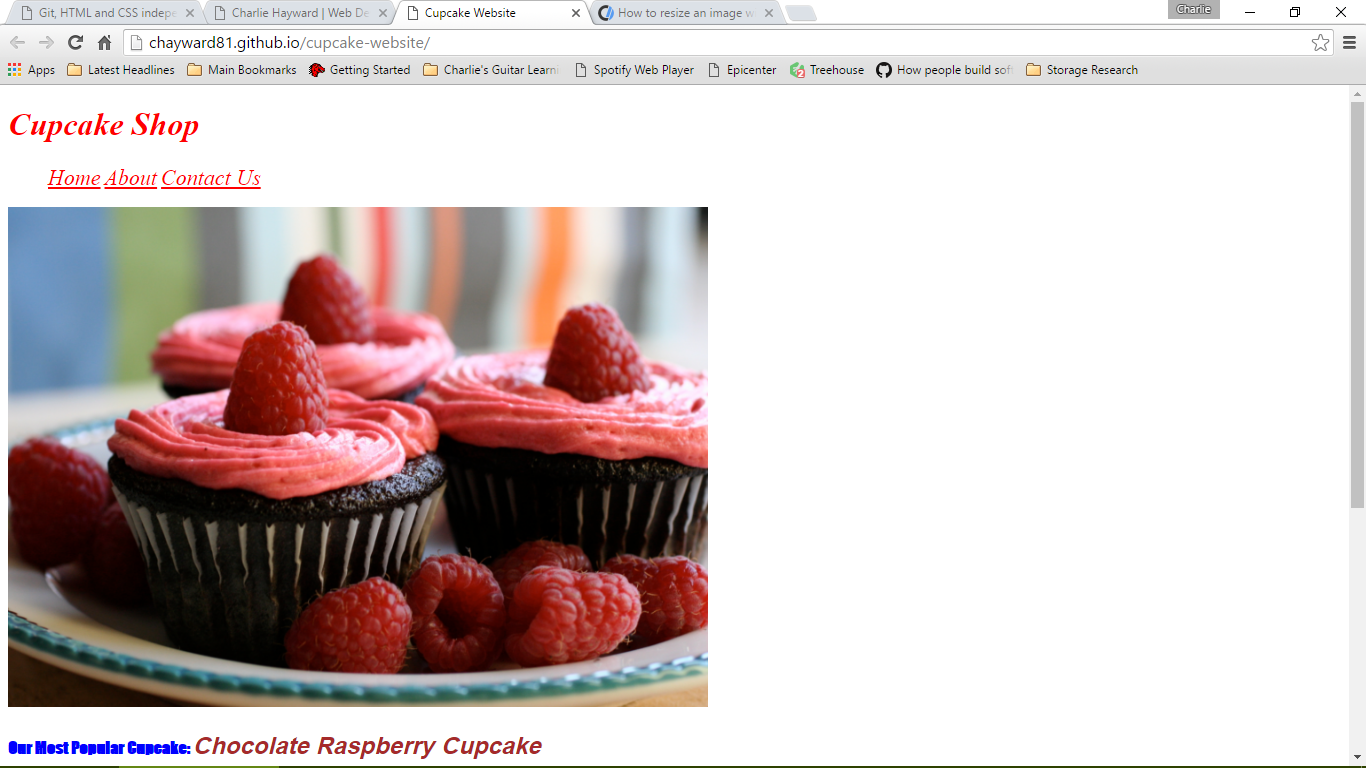 Git, HTML and CSS indepe
Charlie Hayward | Web De
Cupcake Website
How to resize an image w
Charlie
chayward81.github.io/cupcake-website/
Apps
Latest Headlines
Main Bookmarks
Getting Started
Charlie's Guitar Learni
Spotify Web Player
Epicenter
Treehouse
How people build sof
Storage Research
Cupcake Shop
Home About Contact Us
Our Most Popular Cupcake: Chocolate Raspberry Cupcake